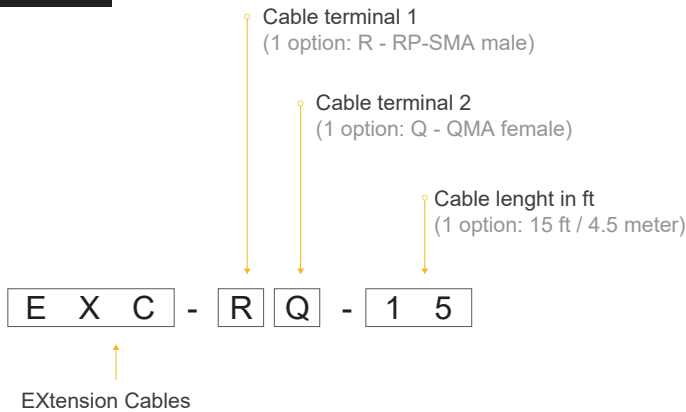 Cable terminal 1
(1 option: R - RP-SMA male)
Cable terminal 2
(1 option: Q - QMA female)
Cable lenght in ft
(1 option: 15 ft / 4.5 meter)
E X C - R Q - 1 5
EXtension Cables